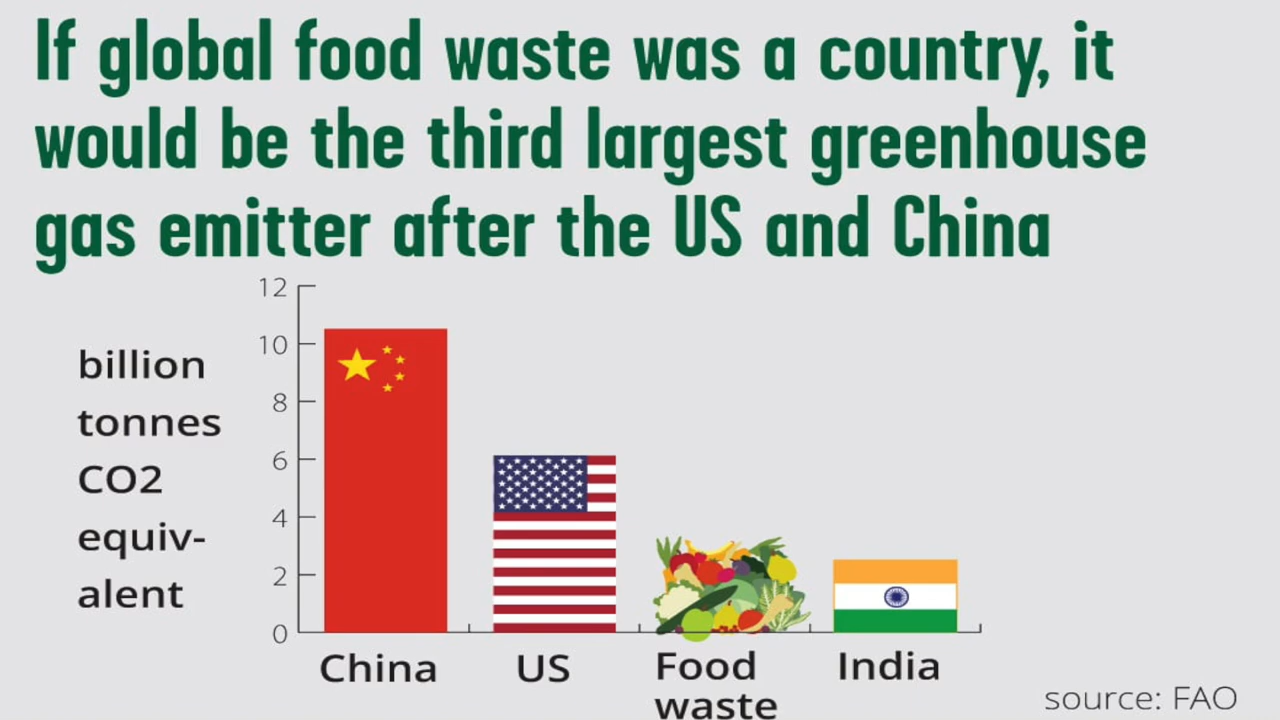 If global food waste was a country, it
would be the third largest greenhouse
gas emitter after the US and China
billion
tonnes
CO2
equiv-
alent
12
10
8
6
4
2
0
China
US
Food
waste
India
source: FAO